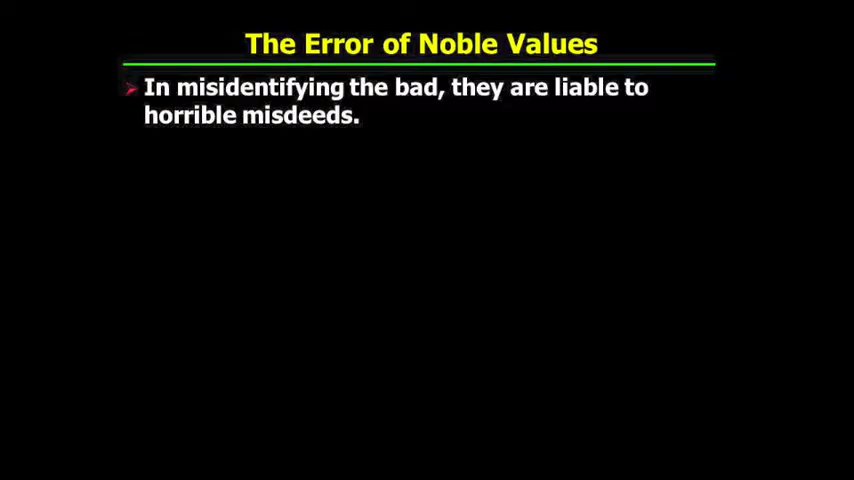 The Error of Noble Values
In misidentifying the bad, they are liable to
horrible misdeeds.